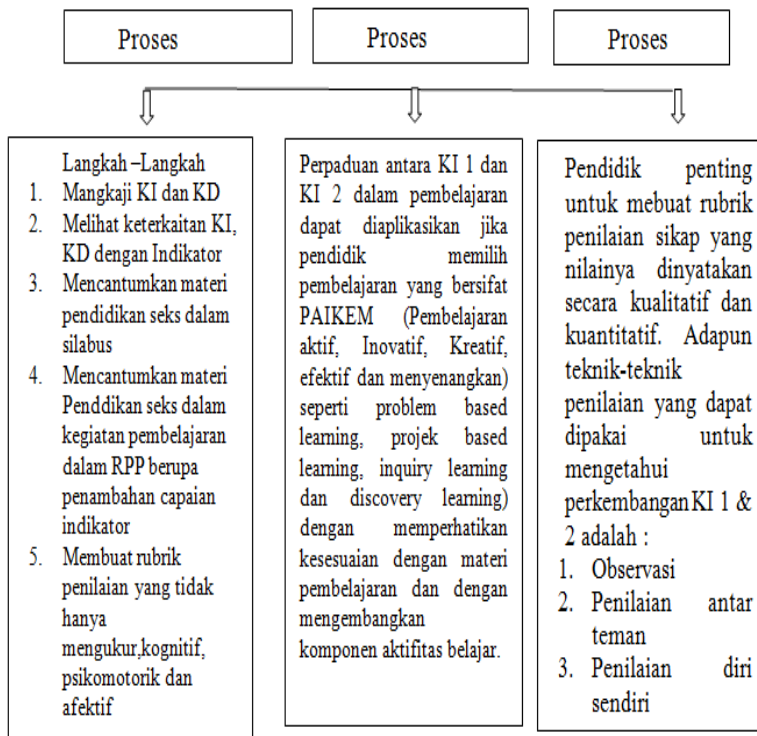 Proses
Proses
Proses
Langkah –Langkah
1. Mangkaji KI dan KD
2. Melihat keterkaitan KI,
KD dengan Indikator
3. Mencantumkan materi
pendidikan seks dalam
silabus
4. Mencantumkan materi
Penddikan seks dalam
kegiatan pembelajaran
dalam RPP berupa
penambahan capaian
indikator
5. Membuat rubrik
penilaian yang tidak
hanya
mengukur,kognitif,
psikomotorik dan
afektif
Perpaduan antara KI 1 dan
KI 2 dalam pembelajaran
dapat diaplikasikan jika
pendidik memilih
pembelajaran yang bersifat
PAIKEM (Pembelajaran
aktif, Inovatif, Kreatif,
efektif dan menyenangkan)
seperti problem based
learning, projek based
learning, inquiry learning
dan discovery learning)
dengan memperhatikan
kesesuaian dengan materi
pembelajaran dan dengan
mengembangkan
komponen aktifitas belajar.
Pendidik penting
untuk mebuat rubrik
penilaian sikap yang
nilainya dinyatakan
secara kualitatif dan
kuantitatif. Adapun
teknik-teknik
penilaian yang dapat
dipakai untuk
mengetahui
perkembangan KI 1 &
2 adalah :
1. Observasi
2. Penilaian antar
teman
3. Penilaian diri
sendiri